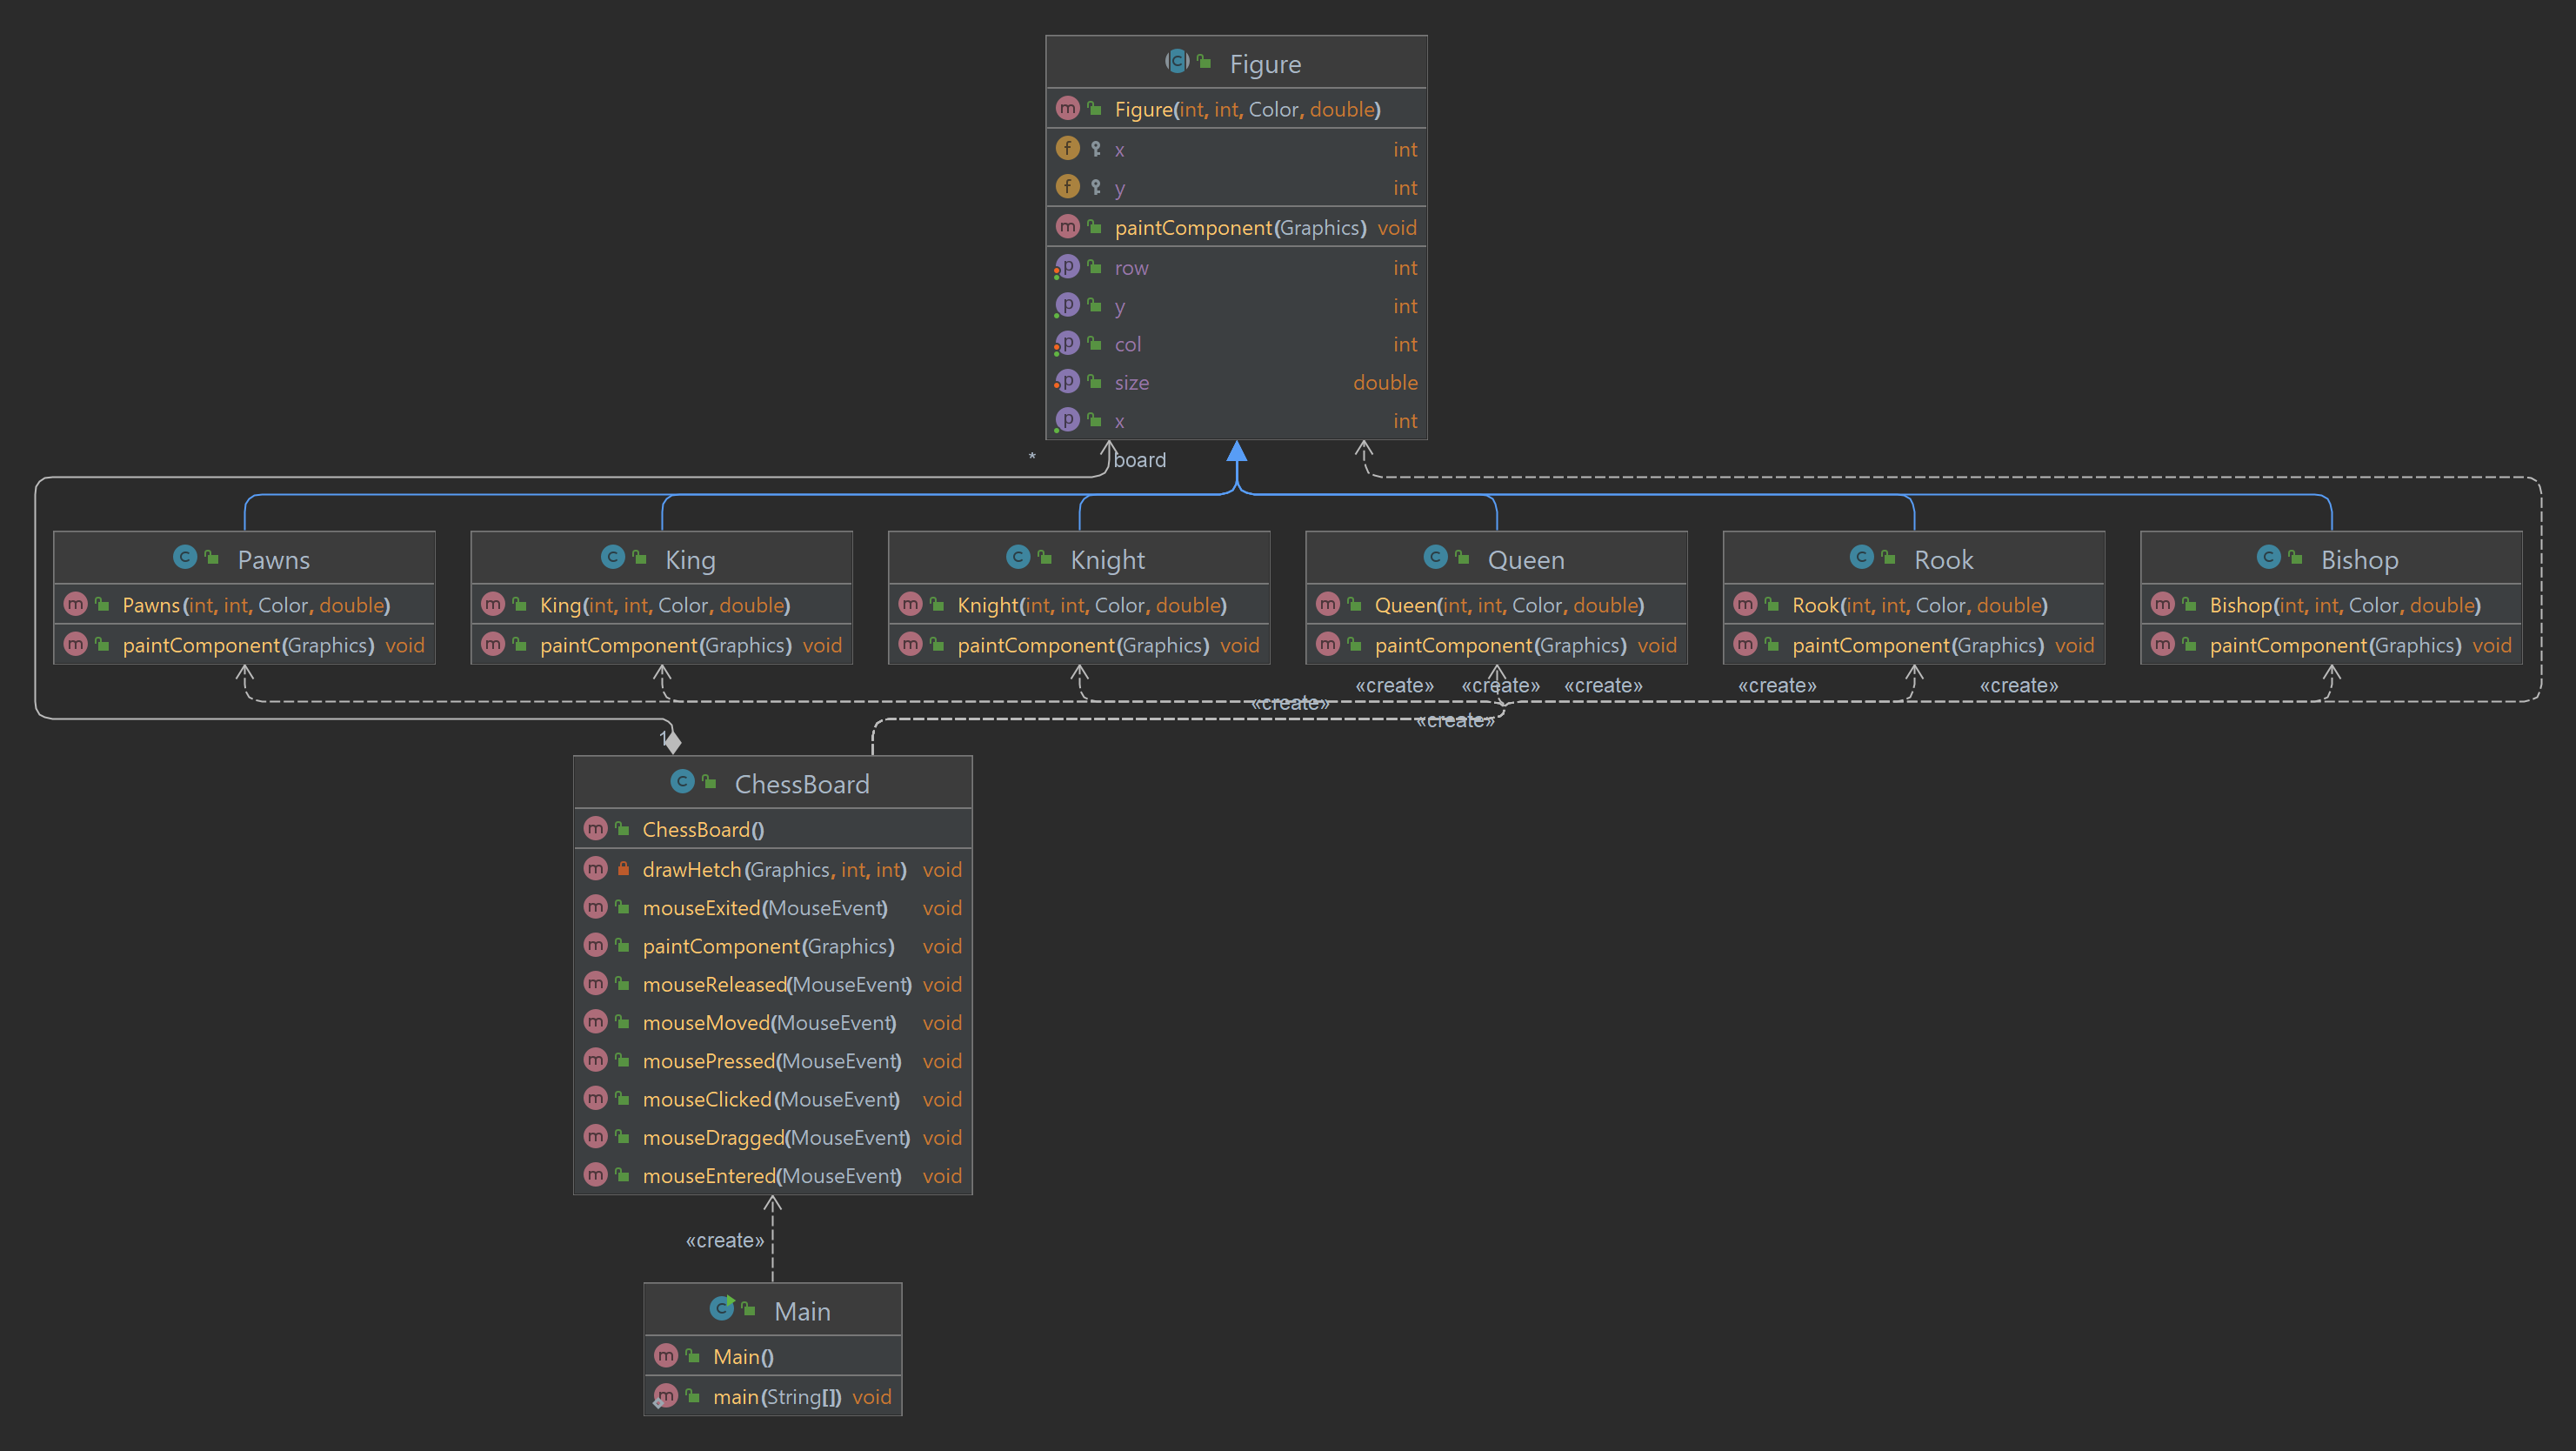 Figure
Figure(int, int, Color, double)
x int
y int
paintComponent(Graphics) void
row int
y int
col int
size double
x int
* board
Pawns
Pawns(int, int, Color, double)
paintComponent(Graphics) void
King
King(int, int, Color, double)
paintComponent(Graphics) void
Knight
Knight(int, int, Color, double)
paintComponent(Graphics) void
Queen
Queen(int, int, Color, double)
paintComponent(Graphics) void
Rook
Rook(int, int, Color, double)
paintComponent(Graphics) void
Bishop
Bishop(int, int, Color, double)
paintComponent(Graphics) void
«create» «create» «create» «create» «create»
«create»
«create»
1
ChessBoard
ChessBoard()
drawHetch(Graphics, int, int) void
mouseExited(MouseEvent) void
paintComponent(Graphics) void
mouseReleased(MouseEvent) void
mouseMoved(MouseEvent) void
mousePressed(MouseEvent) void
mouseClicked(MouseEvent) void
mouseDragged(MouseEvent) void
mouseEntered(MouseEvent) void
«create»
Main
Main()
main(String[]) void